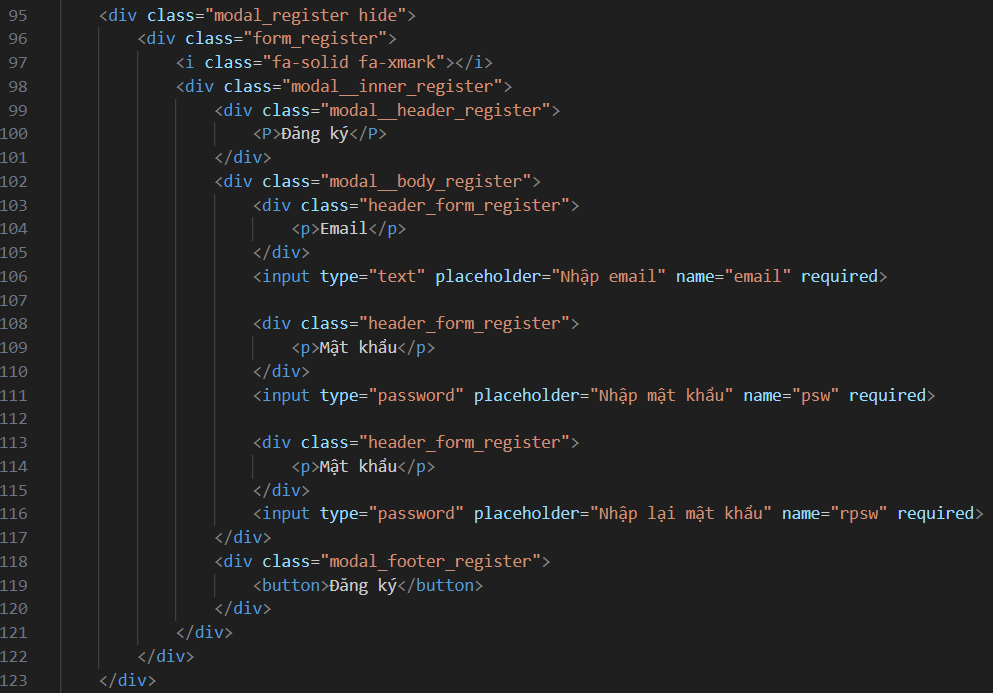 95 <div class="modal_register hide">
96 <div class="form_register">
97 <i class="fa-solid fa-xmark"></i>
98 <div class="modal__inner_register">
99 <div class="modal__header_register">
100 <P>Đăng ký</P>
101 </div>
102 <div class="modal__body_register">
103 <div class="header_form_register">
104 <p>Email</p>
105 </div>
106 <input type="text" placeholder="Nhập email" name="email" required>
107
108 <div class="header_form_register">
109 <p>Mật khẩu</p>
110 </div>
111 <input type="password" placeholder="Nhập mật khẩu" name="psw" required>
112
113 <div class="header_form_register">
114 <p>Mật khẩu</p>
115 </div>
116 <input type="password" placeholder="Nhập lại mật khẩu" name="rpsw" required>
117 </div>
118 <div class="modal_footer_register">
119 <button>Đăng ký</button>
120 </div>
121 </div>
122 </div>
123 </div>